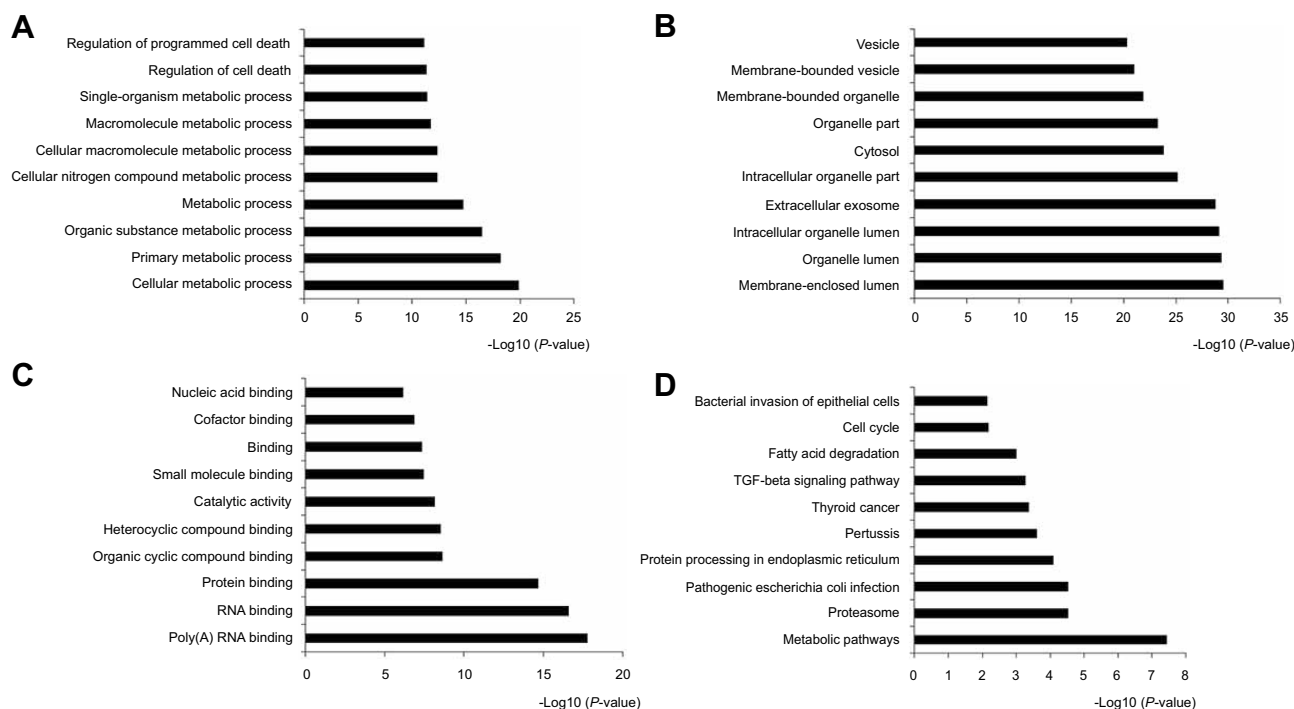 A
Regulation of programmed cell death
Regulation of cell death
Single-organism metabolic process
Macromolecule metabolic process
Cellular macromolecule metabolic process
Cellular nitrogen compound metabolic process
Metabolic process
Organic substance metabolic process
Primary metabolic process
Cellular metabolic process
0 5 10 15 20 25
-Log10 (P-value)
B
Vesicle
Membrane-bounded vesicle
Membrane-bounded organelle
Organelle part
Cytosol
Intracellular organelle part
Extracellular exosome
Intracellular organelle lumen
Organelle lumen
Membrane-enclosed lumen
0 5 10 15 20 25 30 35
-Log10 (P-value)
C
Nucleic acid binding
Cofactor binding
Binding
Small molecule binding
Catalytic activity
Heterocyclic compound binding
Organic cyclic compound binding
Protein binding
RNA binding
Poly(A) RNA binding
0 5 10 15 20
-Log10 (P-value)
D
Bacterial invasion of epithelial cells
Cell cycle
Fatty acid degradation
TGF-beta signaling pathway
Thyroid cancer
Pertussis
Protein processing in endoplasmic reticulum
Pathogenic escherichia coli infection
Proteasome
Metabolic pathways
0 1 2 3 4 5 6 7 8
-Log10 (P-value)